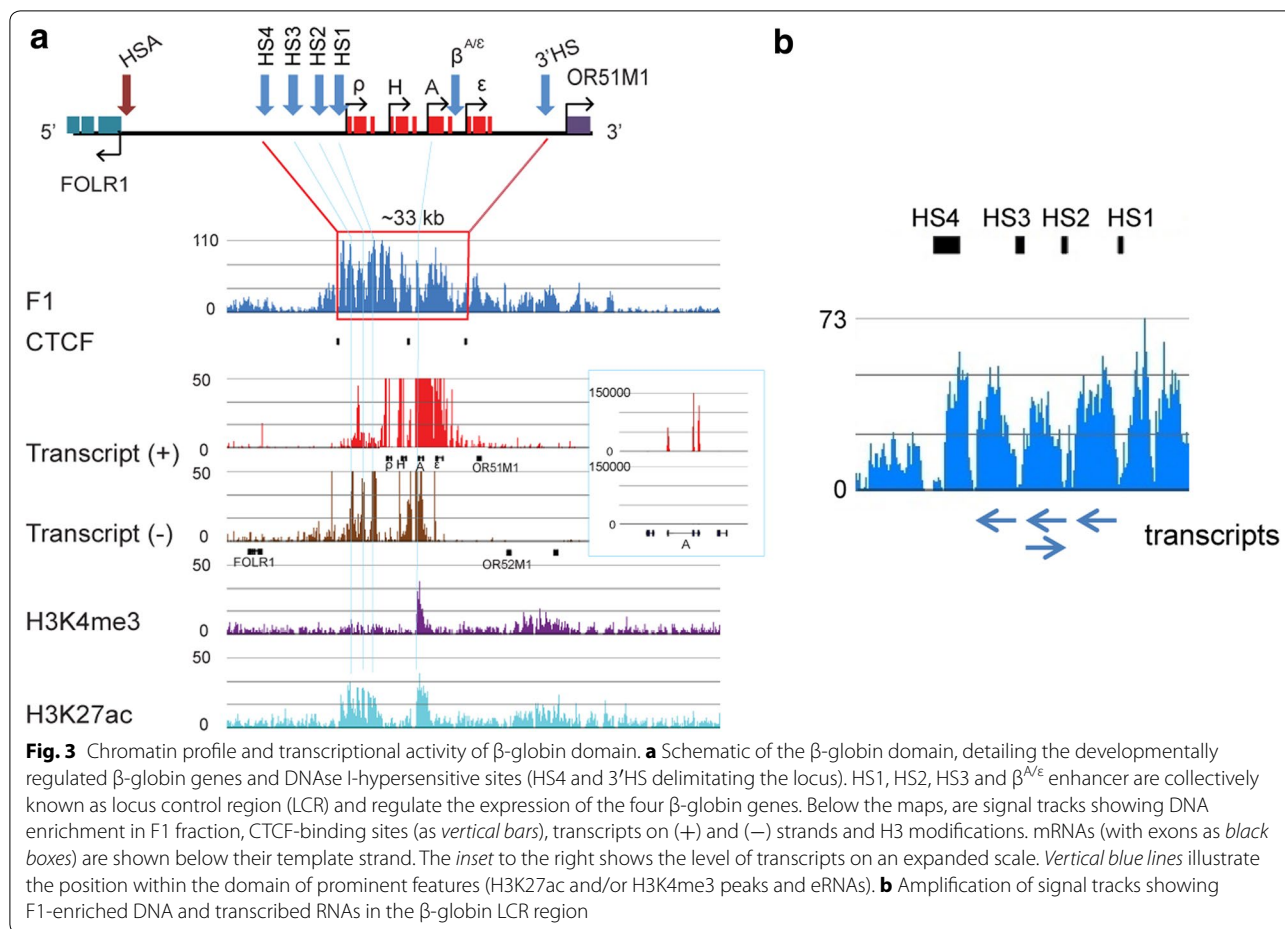 a
HSA
HS4
HS3
HS2
HS1
β^A/ε
3'HS
OR51M1
ρ H A ε
5' 3'
FOLR1
~33 kb
110
0
F1
CTCF
50
0
Transcript (+)
ρ H A ε OR51M1
50
0
Transcript (-)
FOLR1 OR52M1
150000
0
150000
0
A
50
0
H3K4me3
50
0
H3K27ac
b
HS4 HS3 HS2 HS1
73
0
transcripts
Fig. 3 Chromatin profile and transcriptional activity of β-globin domain. a Schematic of the β-globin domain, detailing the developmentally
regulated β-globin genes and DNAse I-hypersensitive sites (HS4 and 3′HS delimitating the locus). HS1, HS2, HS3 and β^A/ε enhancer are collectively
known as locus control region (LCR) and regulate the expression of the four β-globin genes. Below the maps, are signal tracks showing DNA
enrichment in F1 fraction, CTCF-binding sites (as vertical bars), transcripts on (+) and (−) strands and H3 modifications. mRNAs (with exons as black
boxes) are shown below their template strand. The inset to the right shows the level of transcripts on an expanded scale. Vertical blue lines illustrate
the position within the domain of prominent features (H3K27ac and/or H3K4me3 peaks and eRNAs). b Amplification of signal tracks showing
F1-enriched DNA and transcribed RNAs in the β-globin LCR region